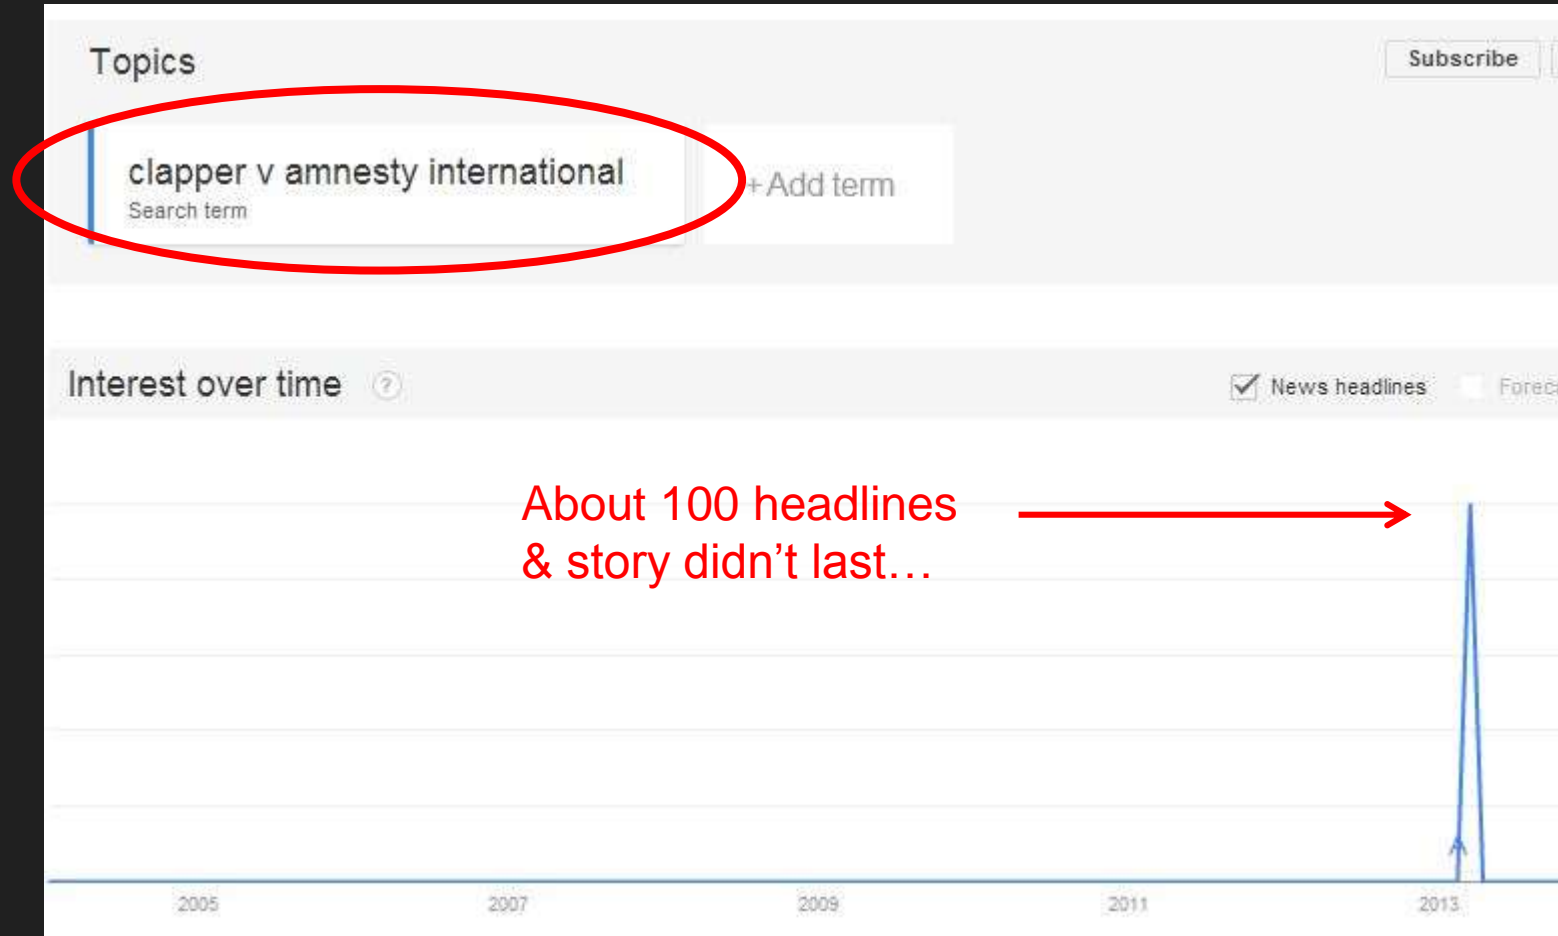 Topics
Subscribe
clapper v amnesty international
Search term
+Add term
Interest over time ?
News headlines
About 100 headlines
& story didn't last…
2005 2007 2009 2011 2013